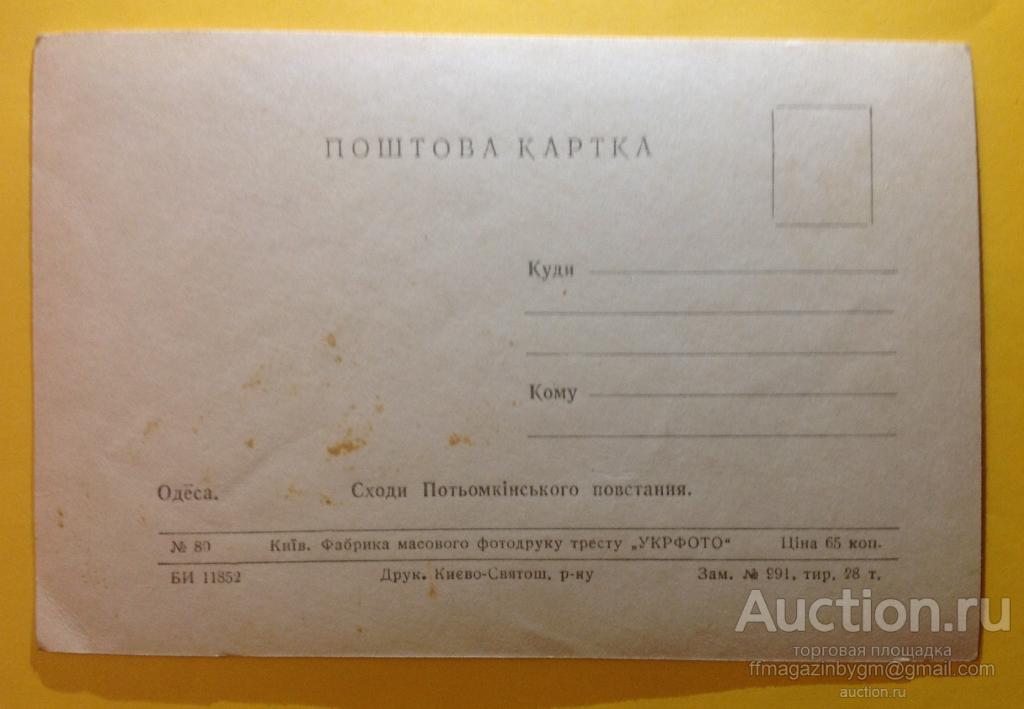 ПОШТОВА КАРТКА
Куди
Кому
Одеса. Сходи Потьомкінського повстання.
№ 80 Київ. Фабрика масового фотодруку тресту „УКРФОТО“ Ціна 65 коп.
БИ 11852 Друк. Києво-Святош. р-ну Зам. № 991. тир. 28 т.
Auction.ru
торговая площадка
ffmagazinbygm@gmail.com
auction.ru